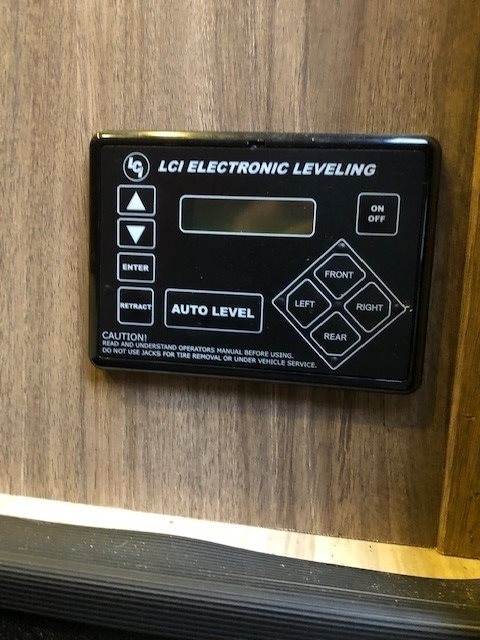 LCI LCI ELECTRONIC LEVELING
ON
OFF
ENTER
FRONT
LEFT
RIGHT
RETRACT
AUTO LEVEL
REAR
CAUTION!
READ AND UNDERSTAND OPERATORS MANUAL BEFORE USING.
DO NOT USE JACKS FOR TIRE REMOVAL OR UNDER VEHICLE SERVICE.